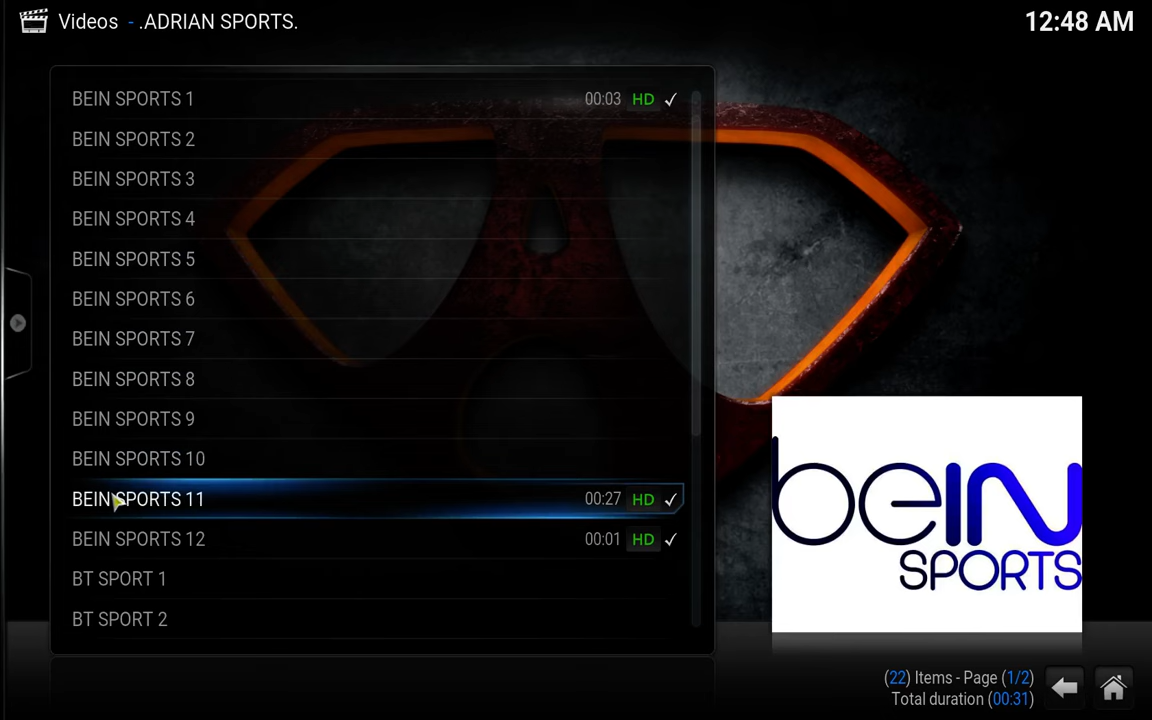 Videos - .ADRIAN SPORTS.
12:48 AM
BEIN SPORTS 1 00:03 HD
BEIN SPORTS 2
BEIN SPORTS 3
BEIN SPORTS 4
BEIN SPORTS 5
BEIN SPORTS 6
BEIN SPORTS 7
BEIN SPORTS 8
BEIN SPORTS 9
BEIN SPORTS 10
BEIN SPORTS 11 00:27 HD
BEIN SPORTS 12 00:01 HD
BT SPORT 1
BT SPORT 2
beIN
SPORTS
(22) Items - Page (1/2)
Total duration (00:31)